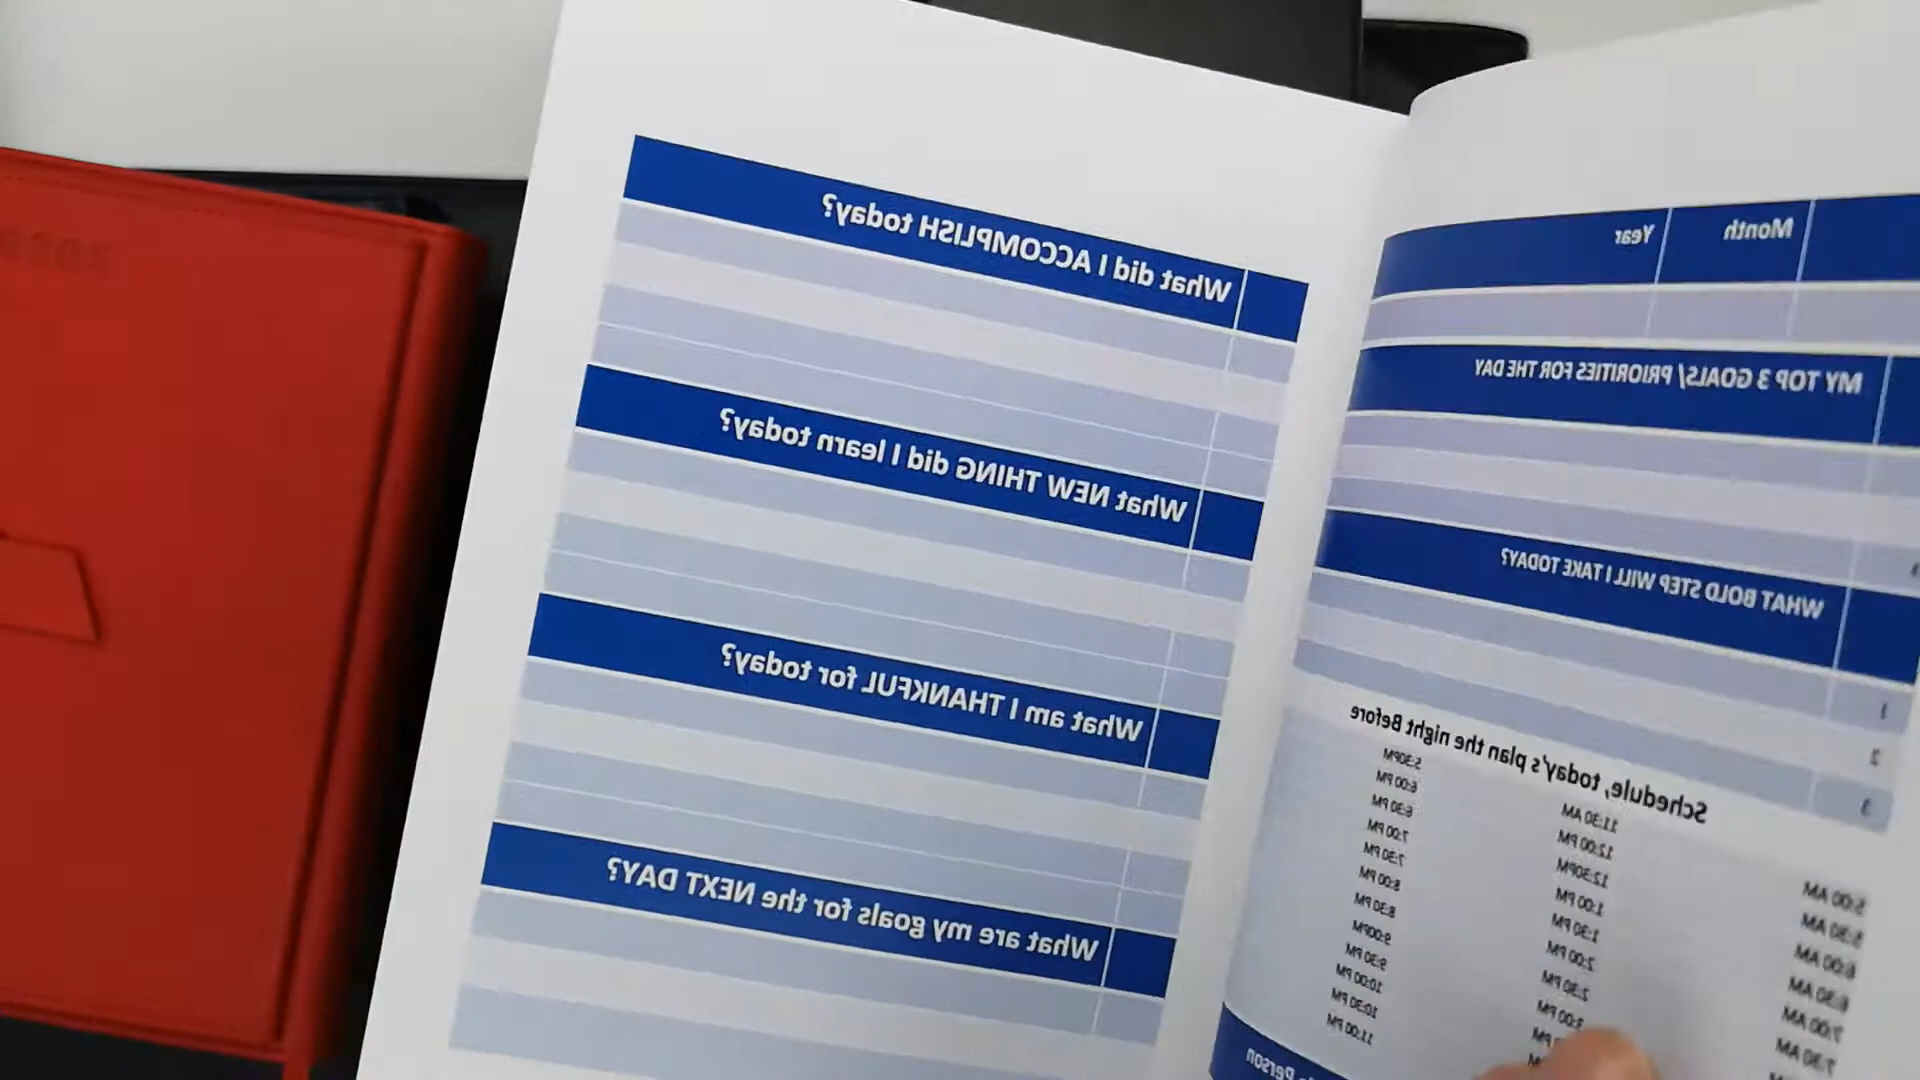 What did I ACCOMPLISH today?
What NEW THING did I learn today?
What am I THANKFUL for today?
What are my goals for the NEXT DAY?
Month
Year
MY TOP 3 GOALS/ PRIORITIES FOR THE DAY
WHAT BOLD STEP WILL I TAKE TODAY?
1
2
3
Schedule, today's plan the night Before
5:00 AM
5:30 AM
6:00 AM
6:30 AM
7:00 AM
7:30 AM
11:30 AM
12:00 PM
12:30PM
1:00 PM
1:30 PM
2:00 PM
2:30 PM
3:00 PM
5:30PM
6:00 PM
6:30 PM
7:00 PM
7:30 PM
8:00 PM
8:30 PM
9:00PM
9:30 PM
10:00 PM
10:30 PM
11:00 PM
Person